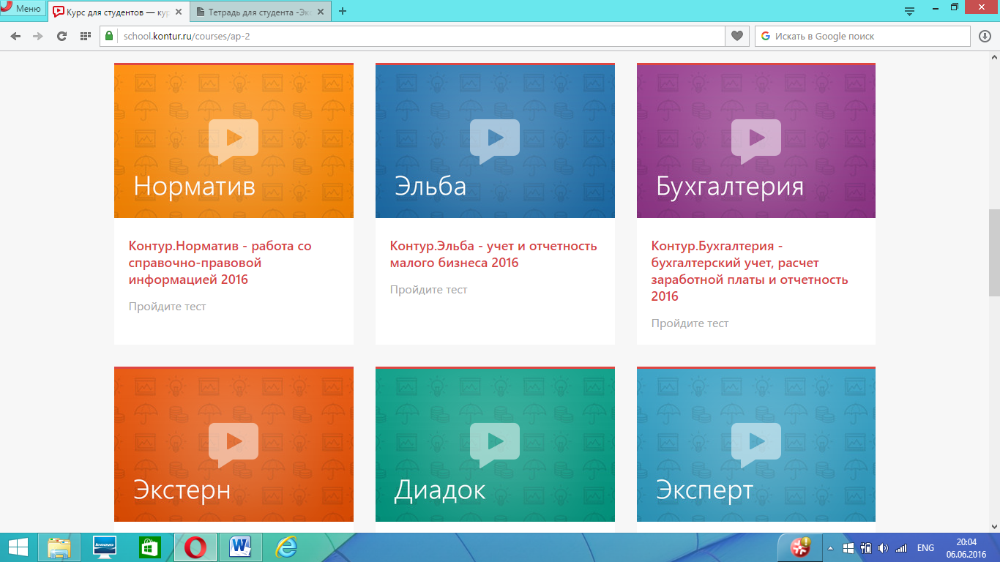 Меню
Курс для студентов — кур
Тетрадь для студента -Экс
school.kontur.ru/courses/ap-2
Искать в Google поиск
Норматив
Эльба
Бухгалтерия
Контур.Норматив - работа со
справочно-правовой
информацией 2016
Пройдите тест
Контур.Эльба - учет и отчетность
малого бизнеса 2016
Пройдите тест
Контур.Бухгалтерия -
бухгалтерский учет, расчет
заработной платы и отчетность
2016
Пройдите тест
Экстерн
Диадок
Эксперт
lenovo
ENG
20:04
06.06.2016